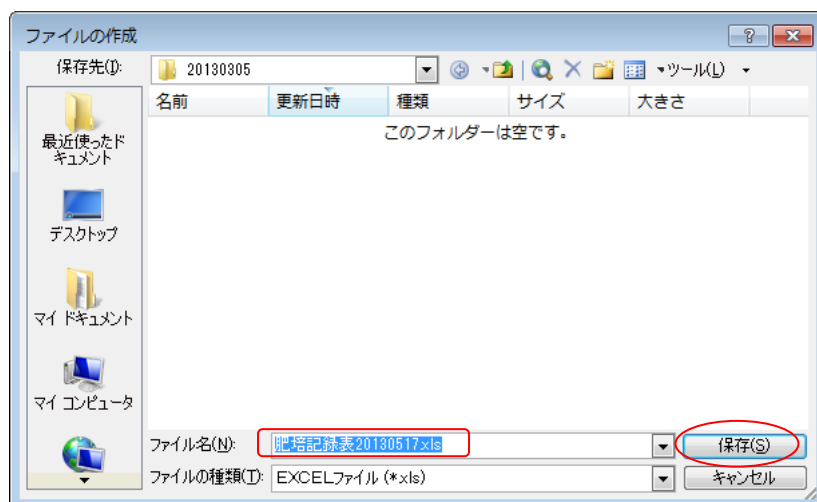 ファイルの作成
保存先(I):
20130305
ツール(L)
名前 更新日時 種類 サイズ 大きさ
このフォルダーは空です。
最近使ったド
キュメント
デスクトップ
マイ ドキュメント
マイ コンピュータ
ファイル名(N):
肥培記録表20130517.xls
保存(S)
ファイルの種類(T):
EXCELファイル (*.xls)
キャンセル